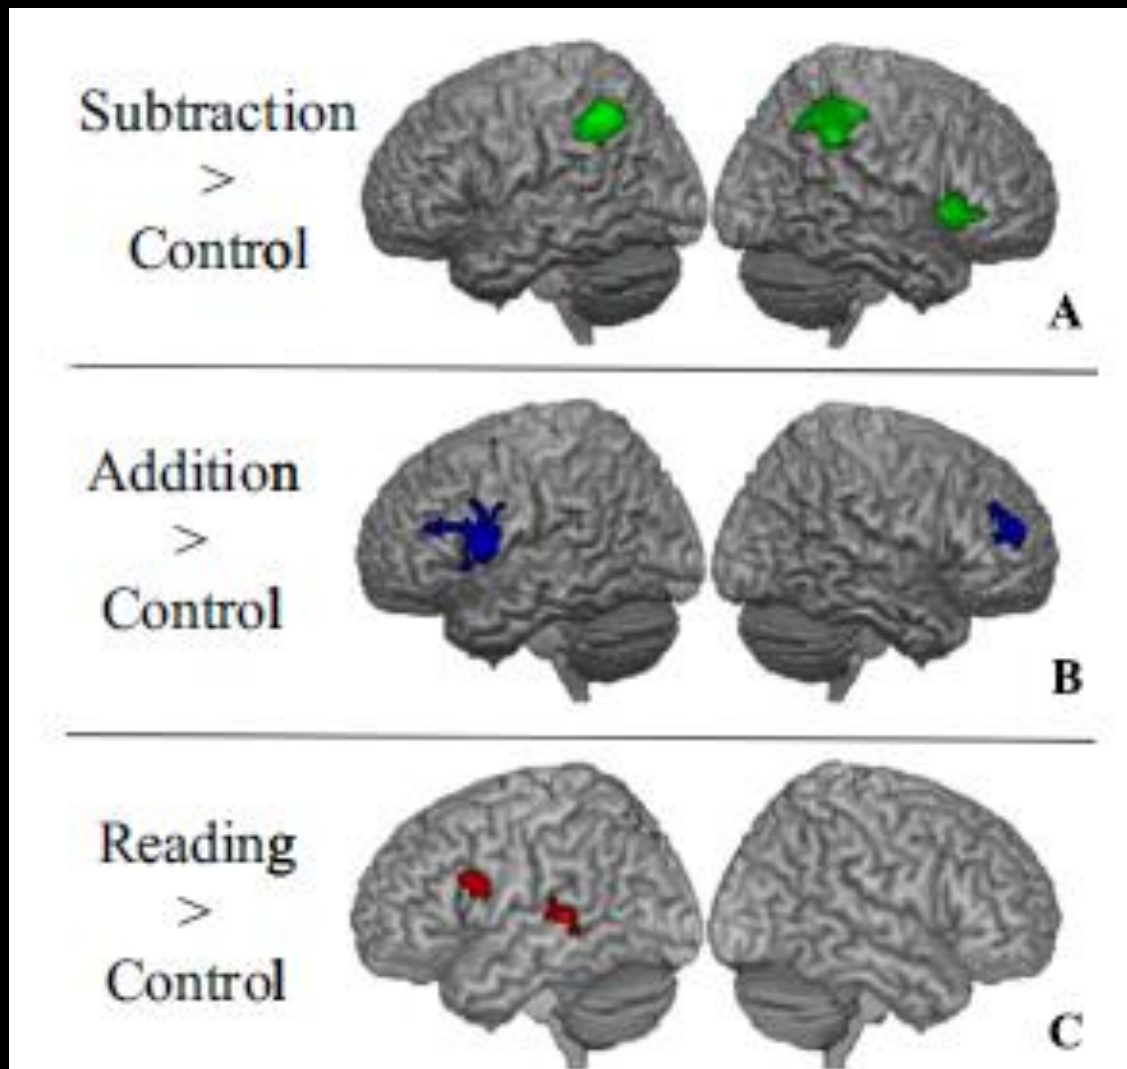 Subtraction
>
Control
A
Addition
>
Control
B
Reading
>
Control
C